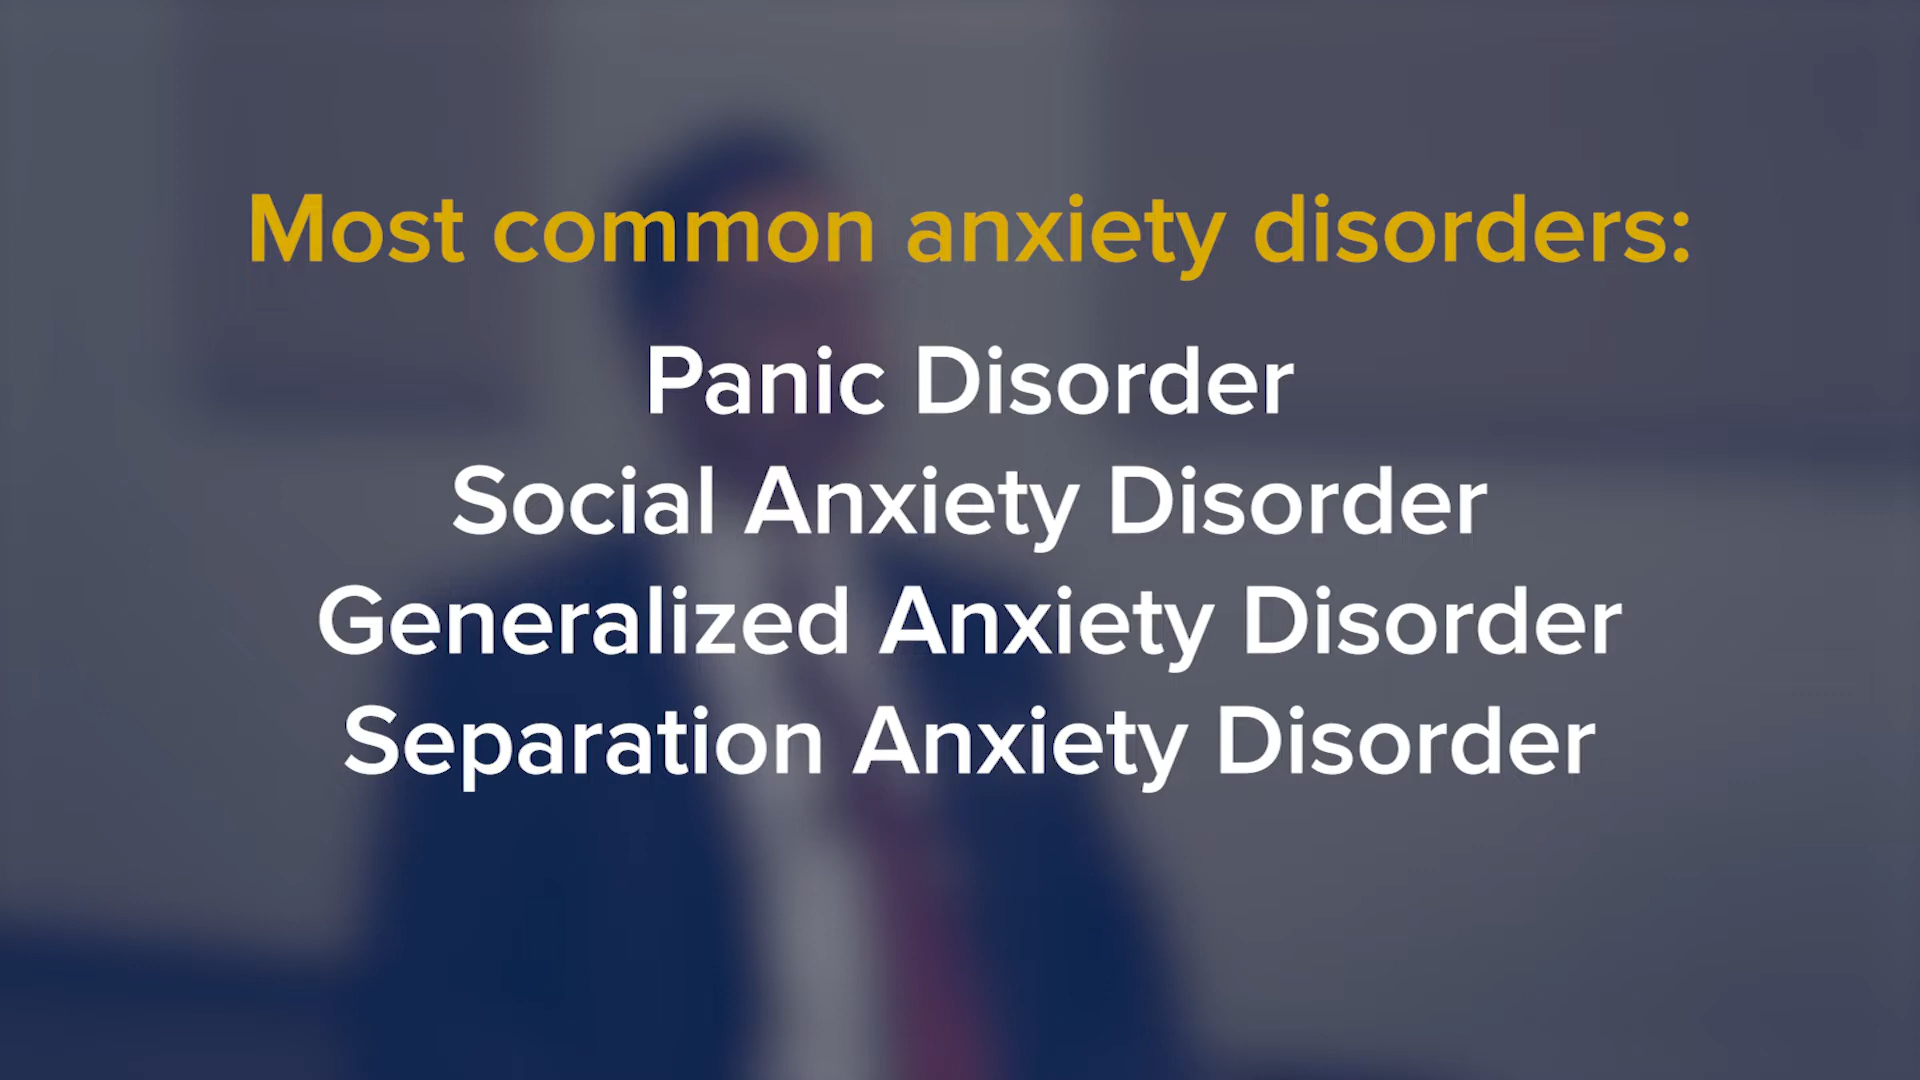 Most common anxiety disorders:
Panic Disorder
Social Anxiety Disorder
Generalized Anxiety Disorder
Separation Anxiety Disorder